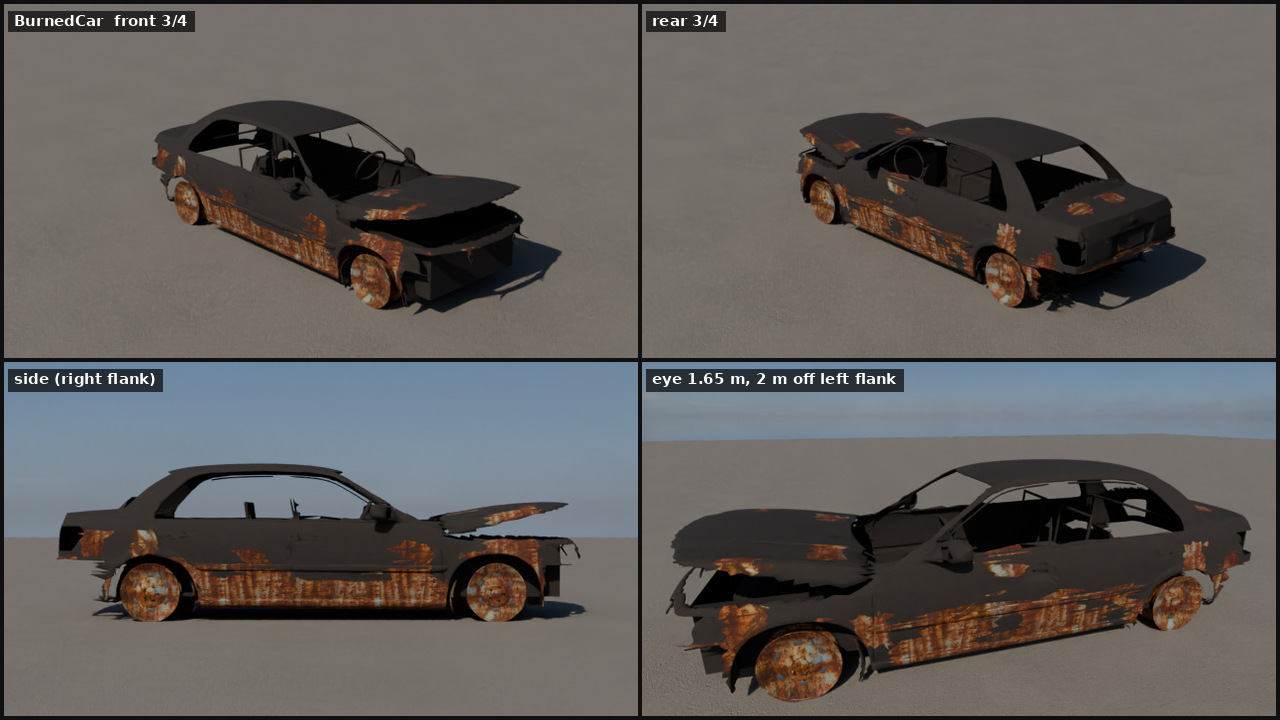 BurnedCar  front 3/4
rear 3/4
side (right flank)
eye 1.65 m, 2 m off left flank